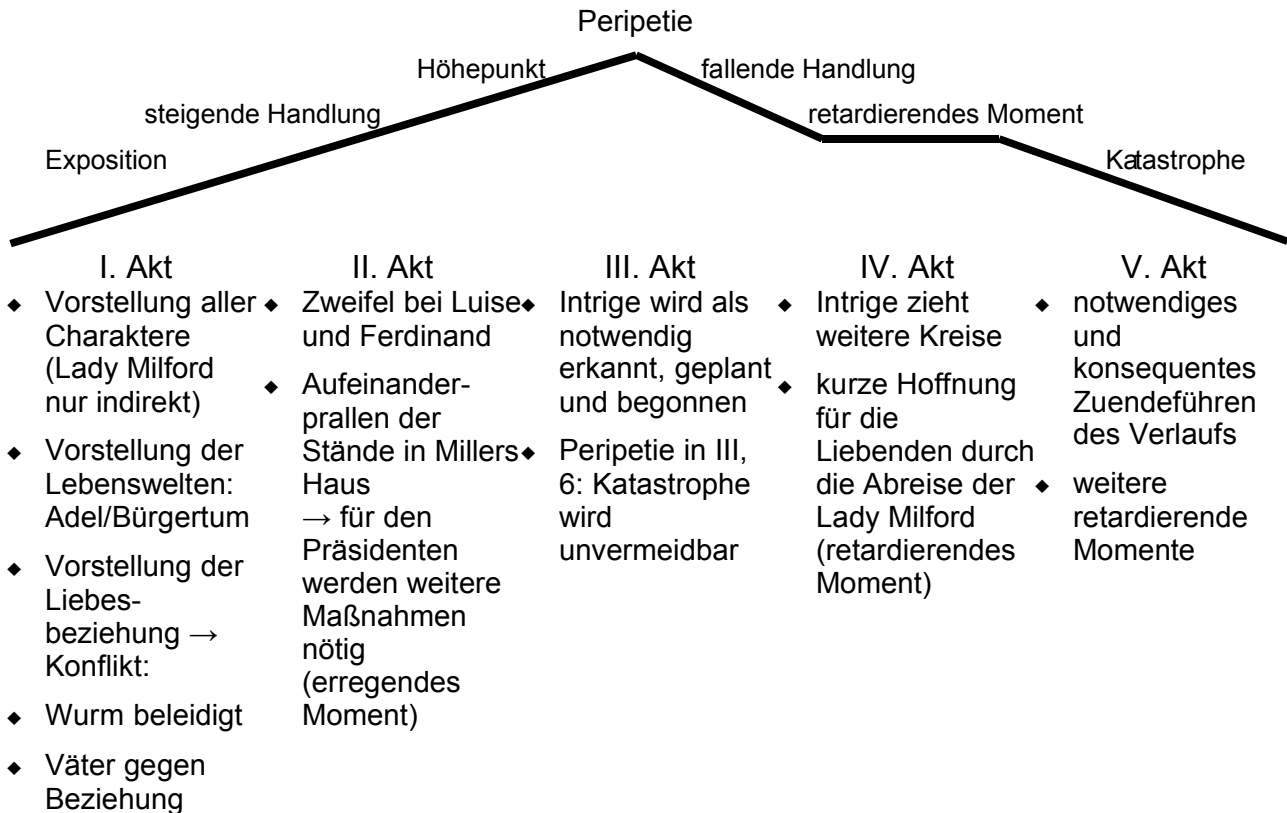 Peripetie
Höhepunkt
fallende Handlung
steigende Handlung
retardierendes Moment
Exposition
Katastrophe
I. Akt
◆ Vorstellung aller
Charaktere
(Lady Milford
nur indirekt)
◆ Vorstellung der
Lebenswelten:
Adel/Bürgertum
◆ Vorstellung der
Liebes-
beziehung →
Konflikt:
◆ Wurm beleidigt
◆ Väter gegen
Beziehung
II. Akt
◆ Zweifel bei Luise
und Ferdinand
◆ Aufeinander-
prallen der
Stände in Millers
Haus
→ für den
Präsidenten
werden weitere
Maßnahmen
nötig
(erregendes
Moment)
III. Akt
◆ Intrige wird als
notwendig
erkannt, geplant
und begonnen
◆ Peripetie in III,
6: Katastrophe
wird
unvermeidbar
IV. Akt
◆ Intrige zieht
weitere Kreise
◆ kurze Hoffnung
für die
Liebenden durch
die Abreise der
Lady Milford
(retardierendes
Moment)
V. Akt
◆ notwendiges
und
konsequentes
Zuendeführen
des Verlaufs
◆ weitere
retardierende
Momente